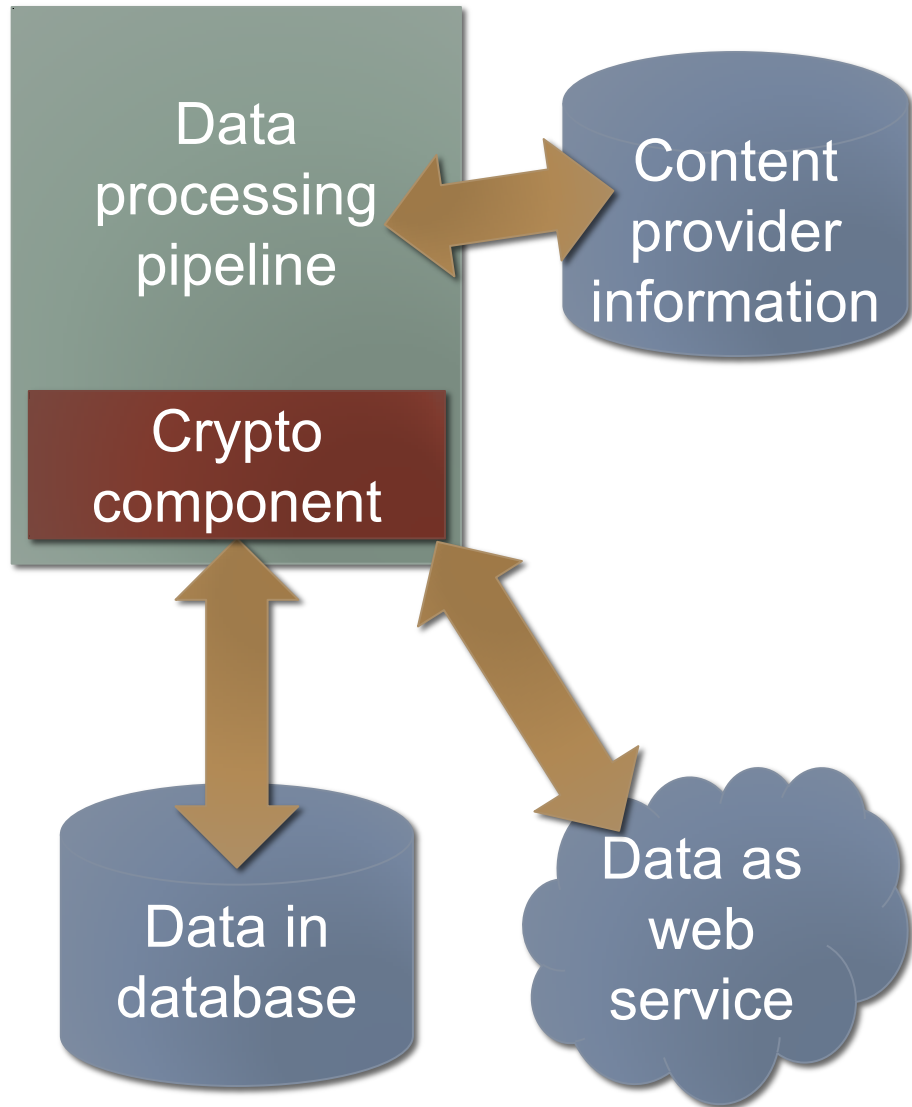 Data
processing
pipeline
Content
provider
information
Crypto
component
Data in
database
Data as
web
service